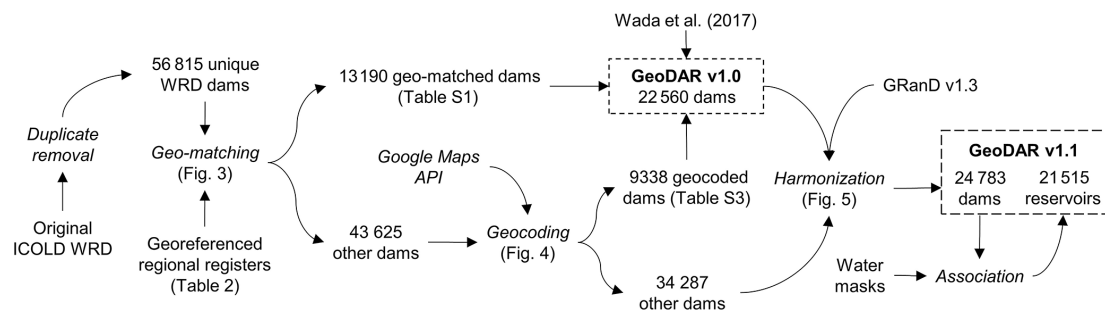 Original
ICOLD WRD
Duplicate
removal
56 815 unique
WRD dams
Geo-matching
(Fig. 3)
Georeferenced
regional registers
(Table 2)
13 190 geo-matched dams
(Table S1)
43 625
other dams
Google Maps
API
Geocoding
(Fig. 4)
Wada et al. (2017)
GeoDAR v1.0
22 560 dams
9338 geocoded
dams (Table S3)
34 287
other dams
GRanD v1.3
Harmonization
(Fig. 5)
GeoDAR v1.1
24 783
dams
21 515
reservoirs
Water
masks
Association